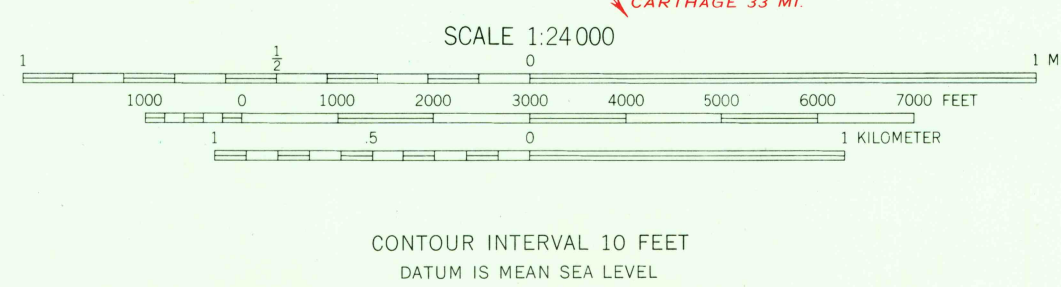 CARTHAGE 33 MI.
SCALE 1:24 000
1 1/2 0 1 M
1000 0 1000 2000 3000 4000 5000 6000 7000 FEET
1 .5 0 1 KILOMETER
CONTOUR INTERVAL 10 FEET
DATUM IS MEAN SEA LEVEL